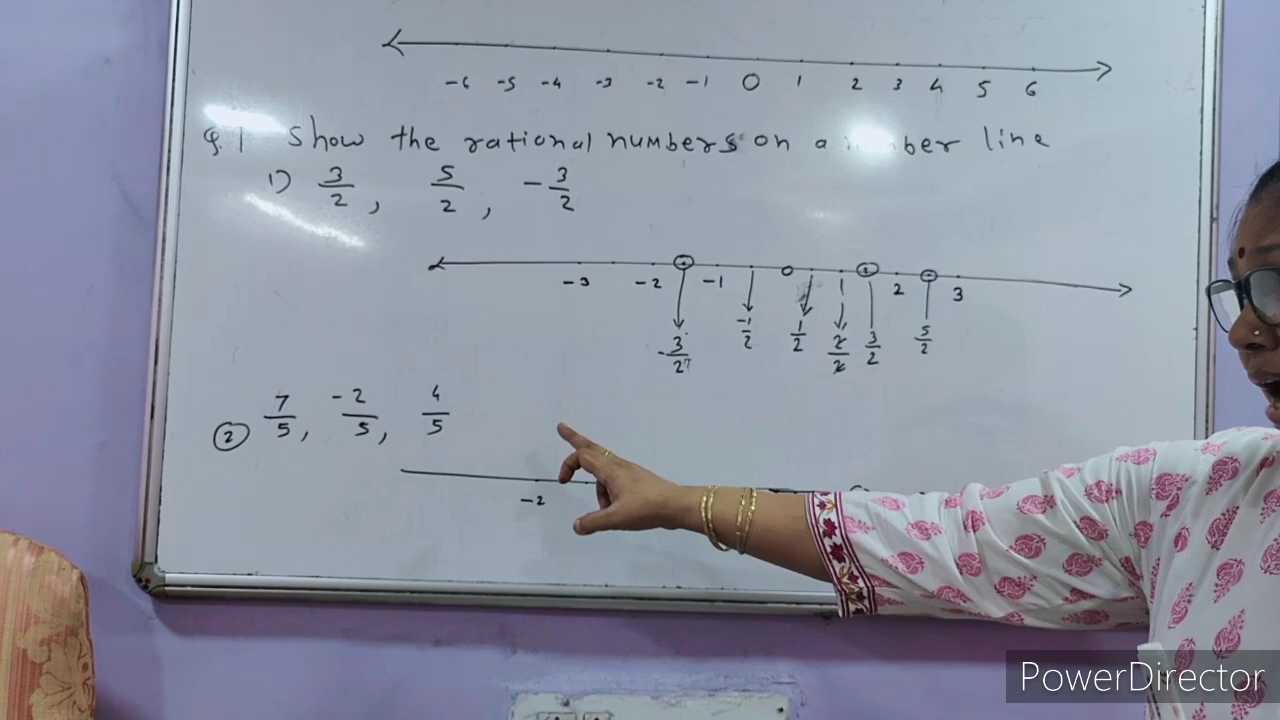 -6 -5 -4 -3 -2 -1 0 1 2 3 4 5 6
Q.1 Show the rational numbers on a number line
1) 3/2, 5/2, -3/2
-3 -2 -1 0 1 2 3
-3/2 -1/2 1/2 2/2 3/2 5/2
② 7/5, -2/5, 4/5
-2
PowerDirector